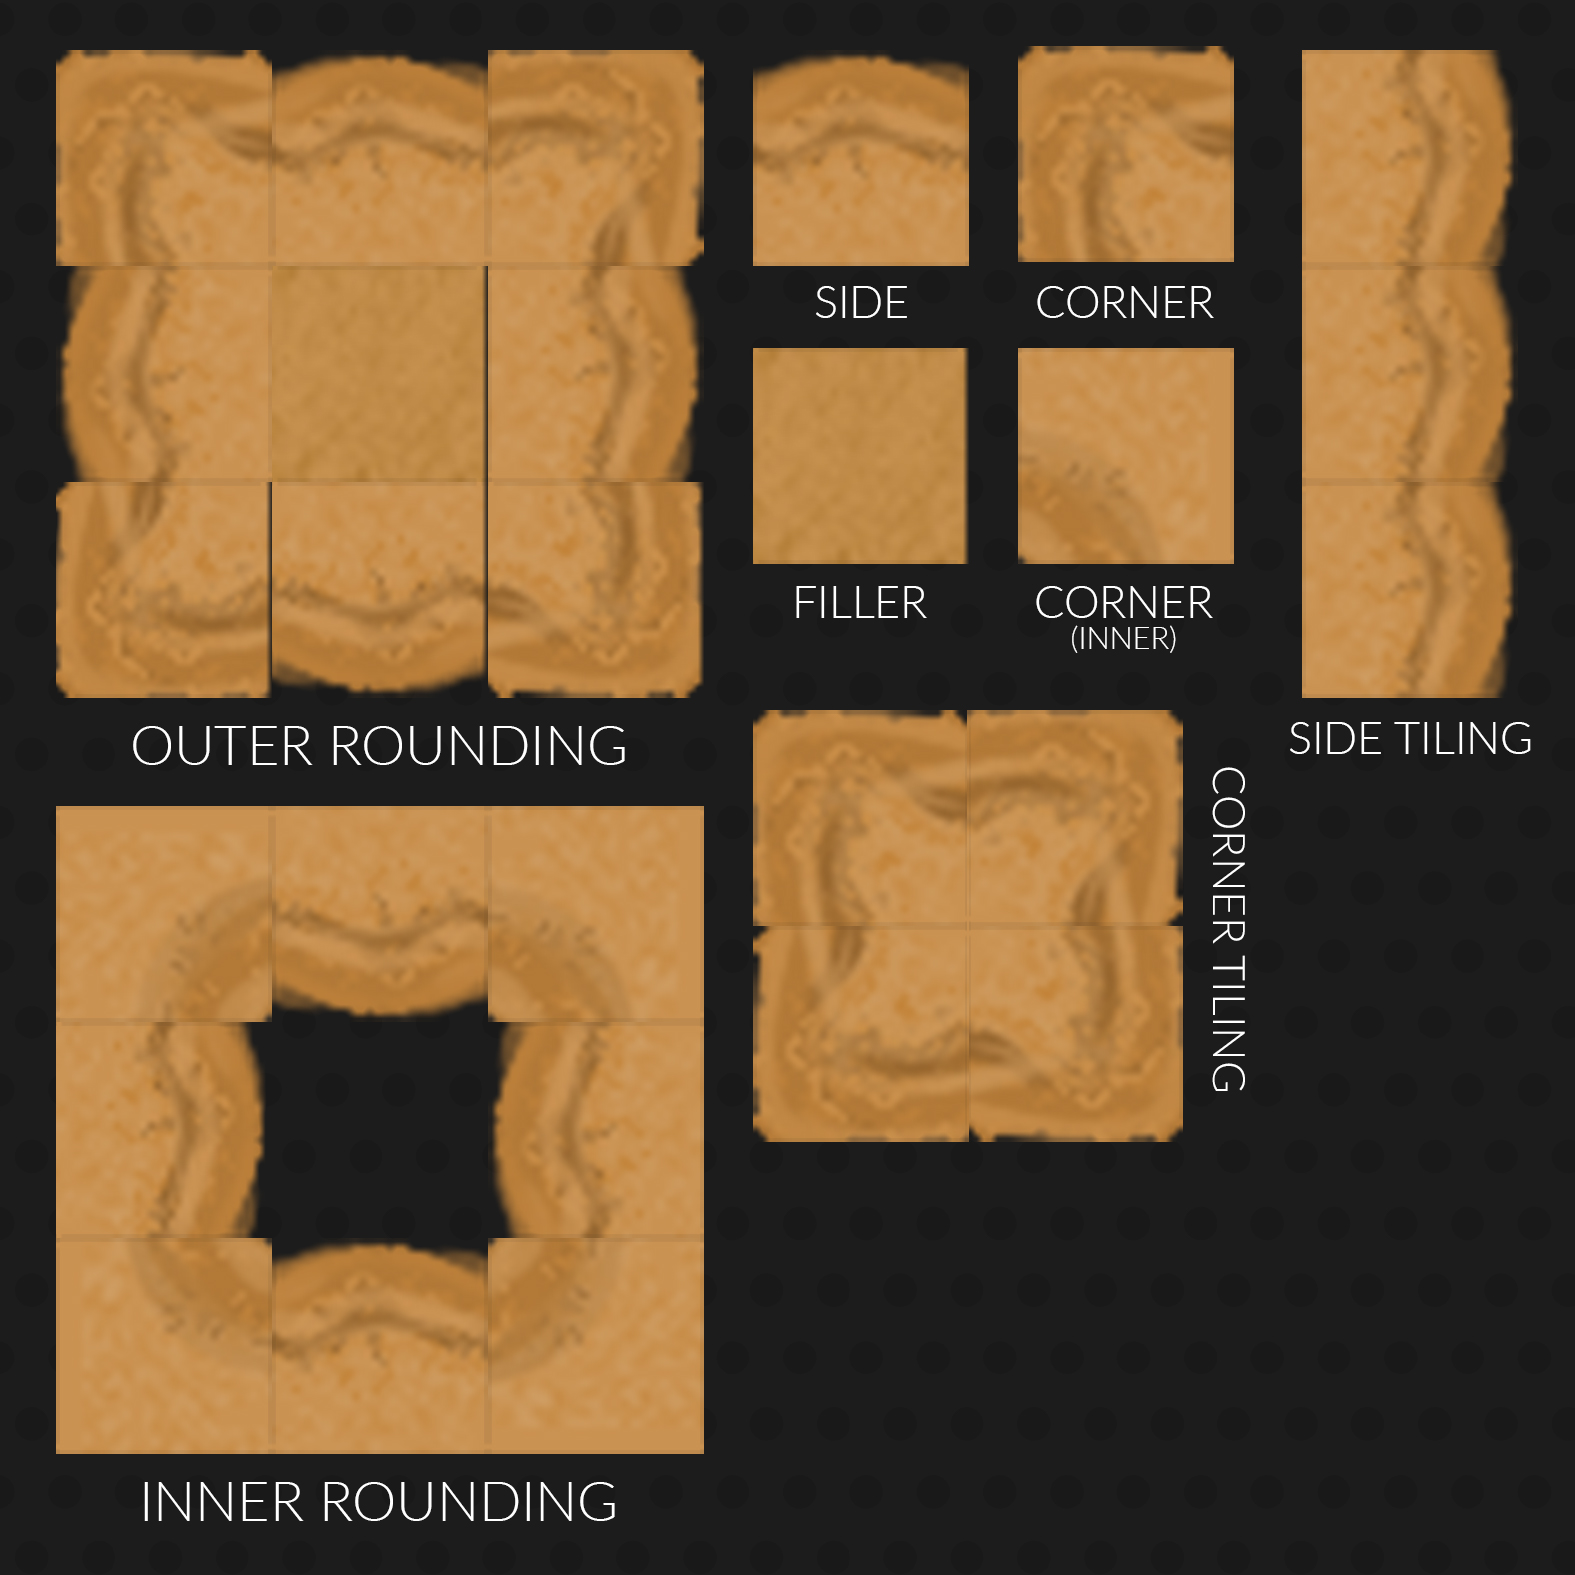 SIDE
CORNER
FILLER
CORNER
(INNER)
OUTER ROUNDING
SIDE TILING
CORNER TILING
INNER ROUNDING